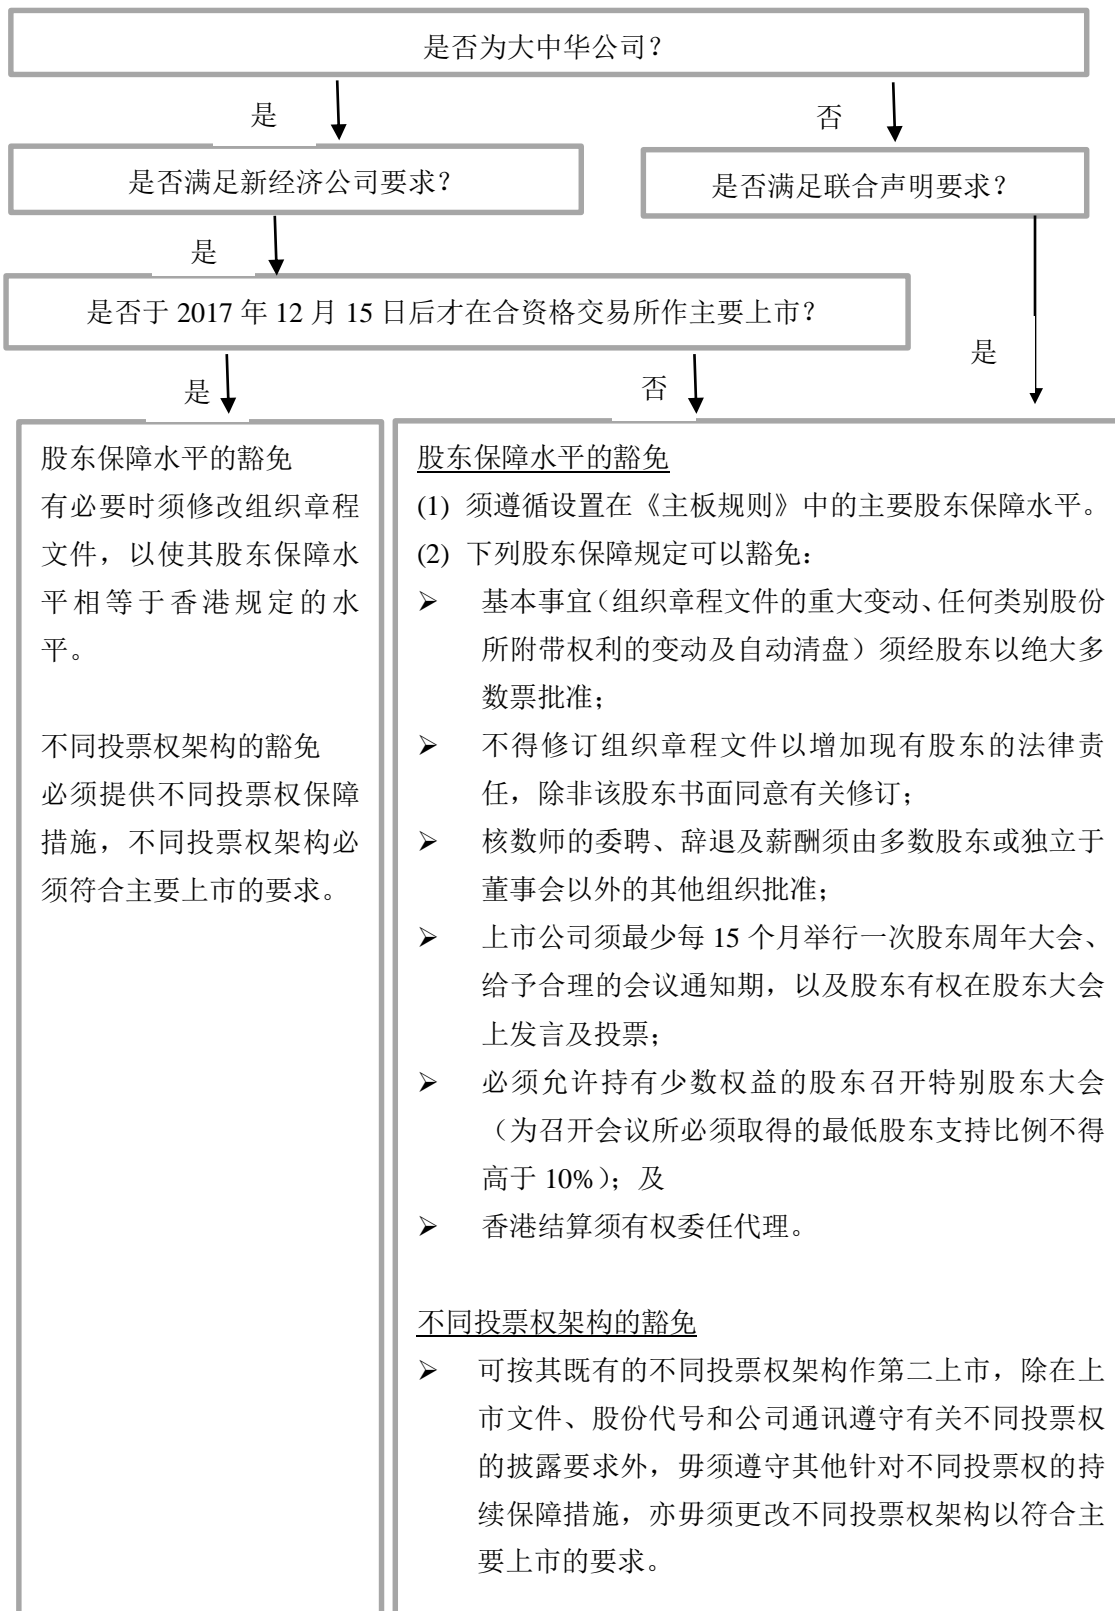 是否为大中华公司？
是
否
是否满足新经济公司要求？
是否满足联合声明要求？
是
是否于 2017 年 12 月 15 日后才在合资格交易所作主要上市？
是
是
否
股东保障水平的豁免
有必要时须修改组织章程
文件，以使其股东保障水
平相等于香港规定的水
平。
不同投票权架构的豁免
必须提供不同投票权保障
措施，不同投票权架构必
须符合主要上市的要求。
股东保障水平的豁免
(1) 须遵循设置在《主板规则》中的主要股东保障水平。
(2) 下列股东保障规定可以豁免：
➢ 基本事宜（组织章程文件的重大变动、任何类别股份
所附带权利的变动及自动清盘）须经股东以绝大多
数票批准；
➢ 不得修订组织章程文件以增加现有股东的法律责
任，除非该股东书面同意有关修订；
➢ 核数师的委聘、辞退及薪酬须由多数股东或独立于
董事会以外的其他组织批准；
➢ 上市公司须最少每 15 个月举行一次股东周年大会、
给予合理的会议通知期，以及股东有权在股东大会
上发言及投票；
➢ 必须允许持有少数权益的股东召开特别股东大会
（为召开会议所必须取得的最低股东支持比例不得
高于 10%）；及
➢ 香港结算须有权委任代理。
不同投票权架构的豁免
➢ 可按其既有的不同投票权架构作第二上市，除在上
市文件、股份代号和公司通讯遵守有关不同投票权
的披露要求外，毋须遵守其他针对不同投票权的持
续保障措施，亦毋须更改不同投票权架构以符合主
要上市的要求。